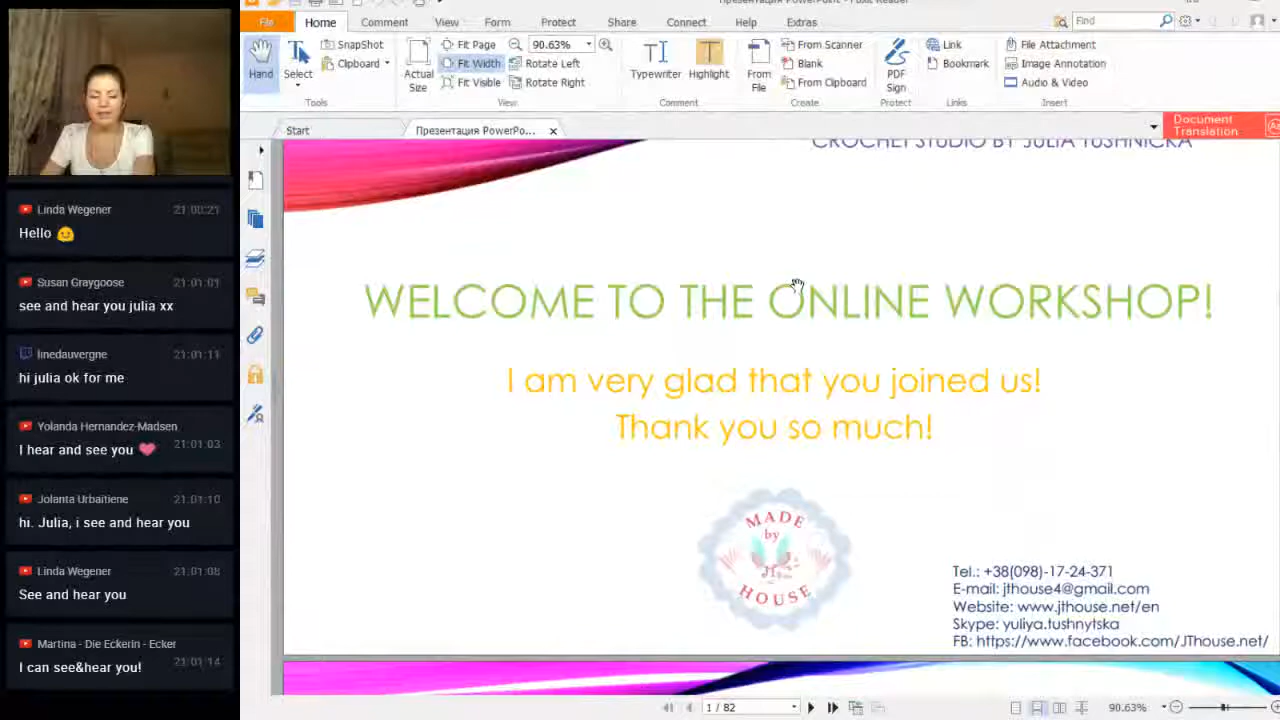 Презентация PowerPoint - Foxit Reader
File
Home
Comment
View
Form
Protect
Share
Connect
Help
Extras
Find
Hand
Select
SnapShot
Clipboard
Actual
Size
Fit Page
Fit Width
Fit Visible
90.63%
Rotate Left
Rotate Right
Typewriter
Highlight
From
File
From Scanner
Blank
From Clipboard
PDF
Sign
Link
Bookmark
File Attachment
Image Annotation
Audio & Video
Tools
View
Comment
Create
Protect
Links
Insert
Start
Презентация PowerPo...
Document
Translation
CROCHET STUDIO BY JULIA TUSHNICKA
WELCOME TO THE ONLINE WORKSHOP!
I am very glad that you joined us!
Thank you so much!
MADE
by
JT
HOUSE
Tel.: +38(098)-17-24-371
E-mail: jthouse4@gmail.com
Website: www.jthouse.net/en
Skype: yuliya.tushnytska
FB: https://www.facebook.com/JThouse.net/
1 / 82
90.63%
Linda Wegener 21:00:21
Hello
Susan Graygoose 21:01:01
see and hear you julia xx
linedauvergne 21:01:11
hi julia ok for me
Yolanda Hernandez-Madsen 21:01:03
I hear and see you
Jolanta Urbaitiene 21:01:10
hi. Julia, i see and hear you
Linda Wegener 21:01:08
See and hear you
Martina - Die Eckerin - Ecker 21:01:14
I can see&hear you!